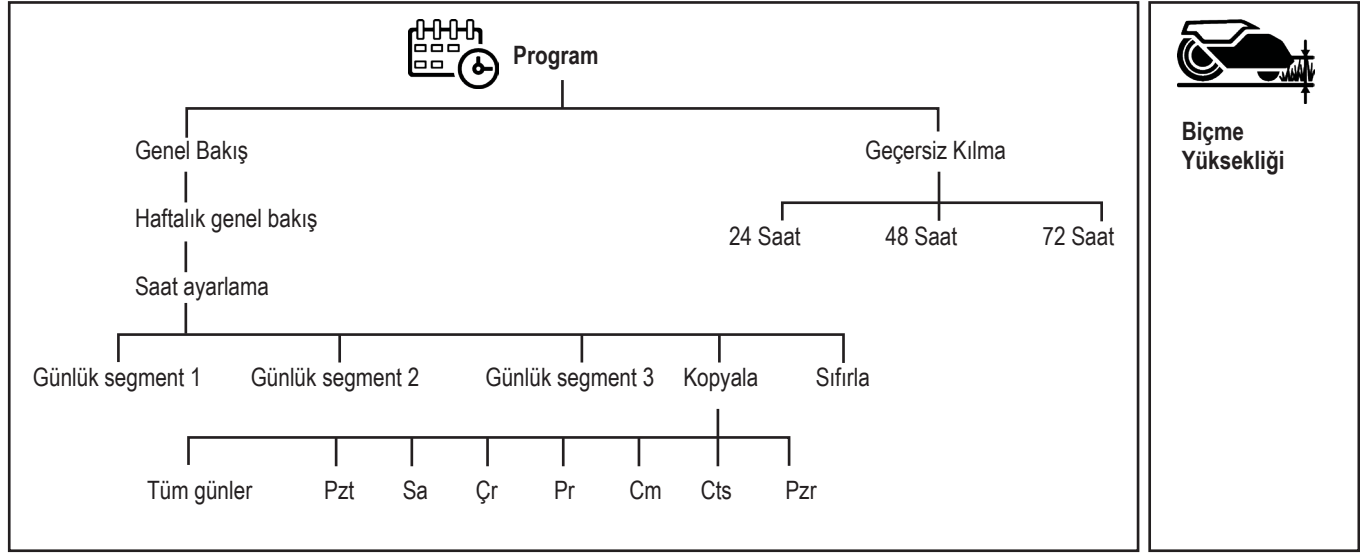 Program
Genel Bakış
Geçersiz Kılma
Haftalık genel bakış
24 Saat
48 Saat
72 Saat
Saat ayarlama
Günlük segment 1
Günlük segment 2
Günlük segment 3
Kopyala
Sıfırla
Tüm günler
Pzt
Sa
Çr
Pr
Cm
Cts
Pzr
Biçme
Yüksekliği